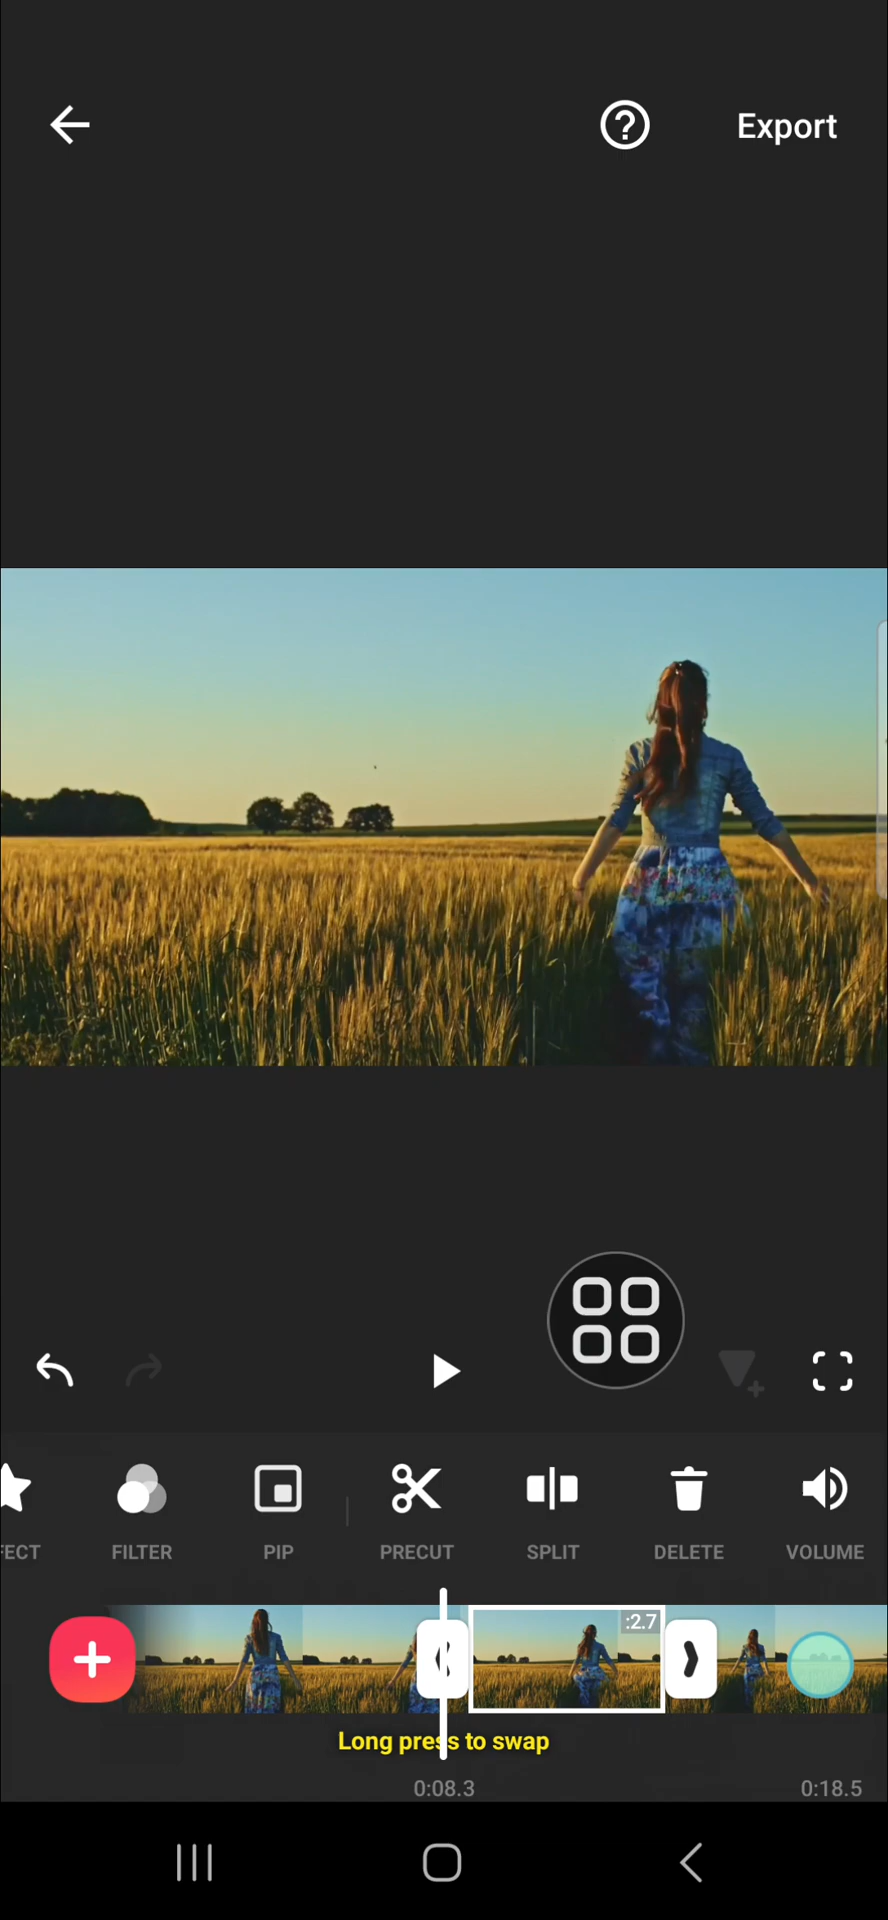 Export
FECT
FILTER
PIP
PRECUT
SPLIT
DELETE
VOLUME
:2.7
Long press to swap
0:08.3
0:18.5